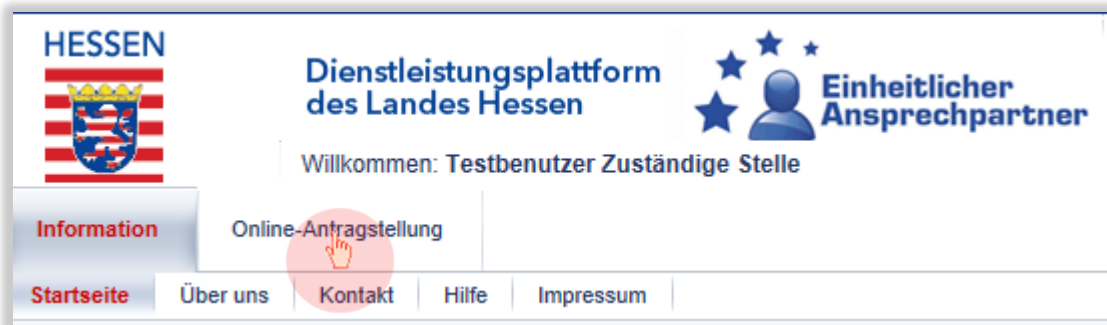 HESSEN
Dienstleistungsplattform
des Landes Hessen
Einheitlicher
Ansprechpartner
Willkommen: Testbenutzer Zuständige Stelle
Information Online-Antragstellung
Startseite Über uns Kontakt Hilfe Impressum